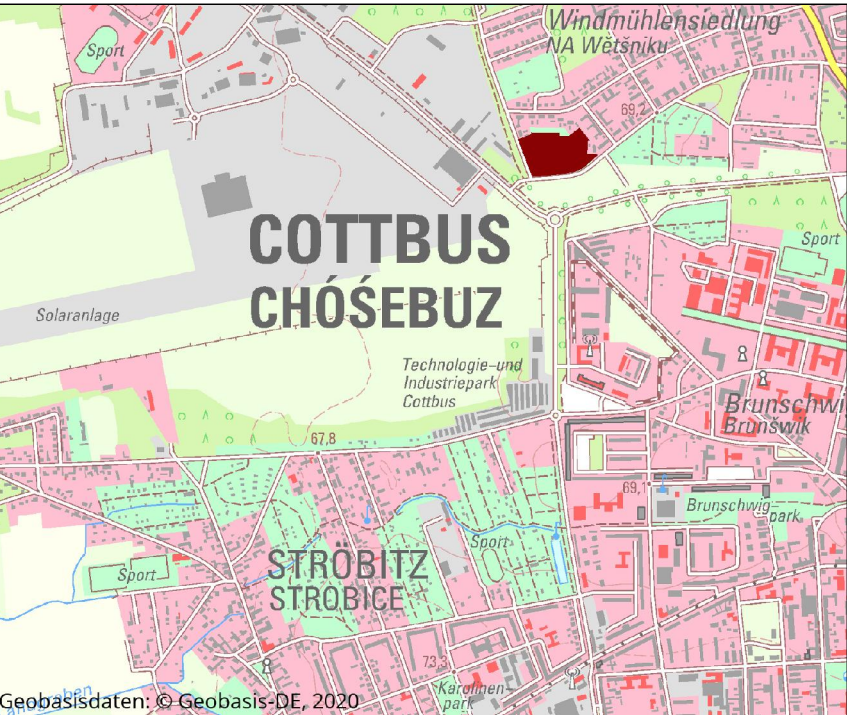 Windmühlensiedlung
NA Wětšniku
Sport
69,2
COTTBUS
CHÓŚEBUZ
Sport
Solaranlage
Technologie-und
Industriepark
Cottbus
Brunschwi
Brunšwik
67,8
69,1
Brunschwig-
park
Sport
STRÖBITZ
STROBICE
Sport
73,3
Karolinen-
park
Geobasisdaten: © Geobasis-DE, 2020